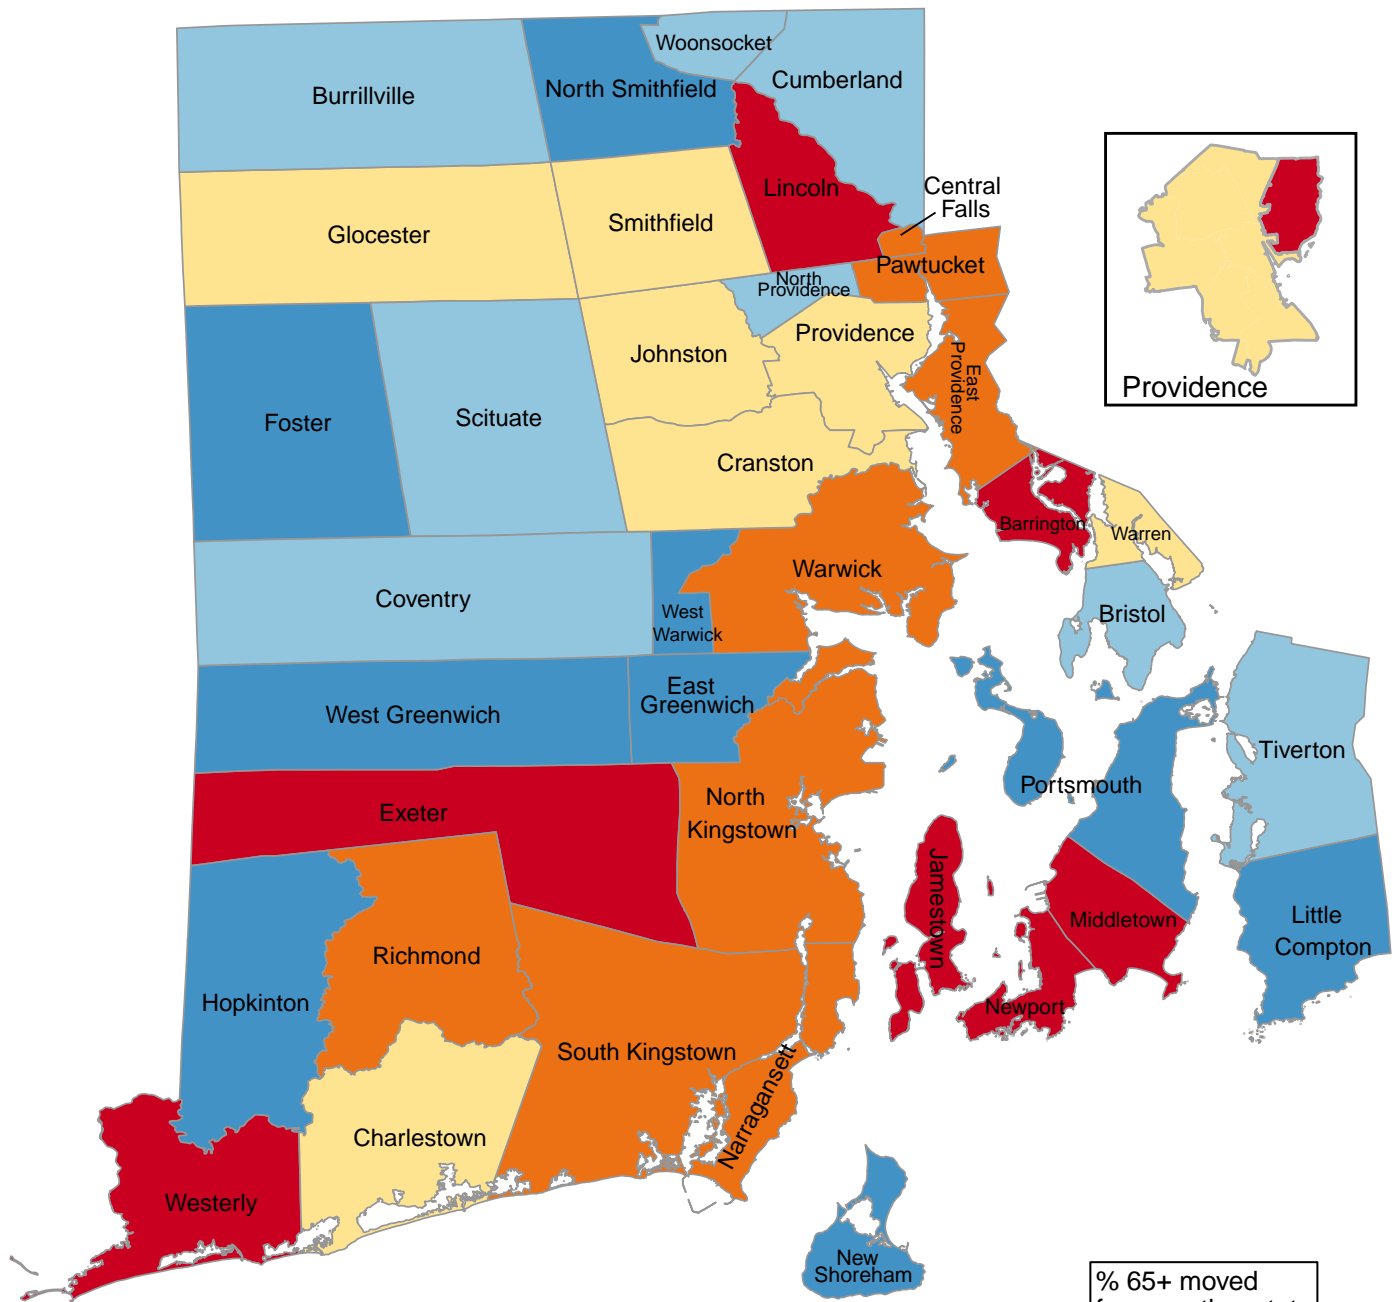 Woonsocket
Cumberland
North Smithfield
Burrillville
Central
Falls
Lincoln
Smithfield
Glocester
Pawtucket
North
Providence
Providence
Johnston
East
Providence
Providence
Foster
Scituate
Cranston
Barrington
Warren
Warwick
Coventry
West
Warwick
Bristol
East
Greenwich
West Greenwich
Tiverton
Portsmouth
North
Kingstown
Exeter
Jamestown
Middletown
Little
Compton
Richmond
Hopkinton
Newport
South Kingstown
Narragansett
Charlestown
Westerly
New
Shoreham
% 65+ moved